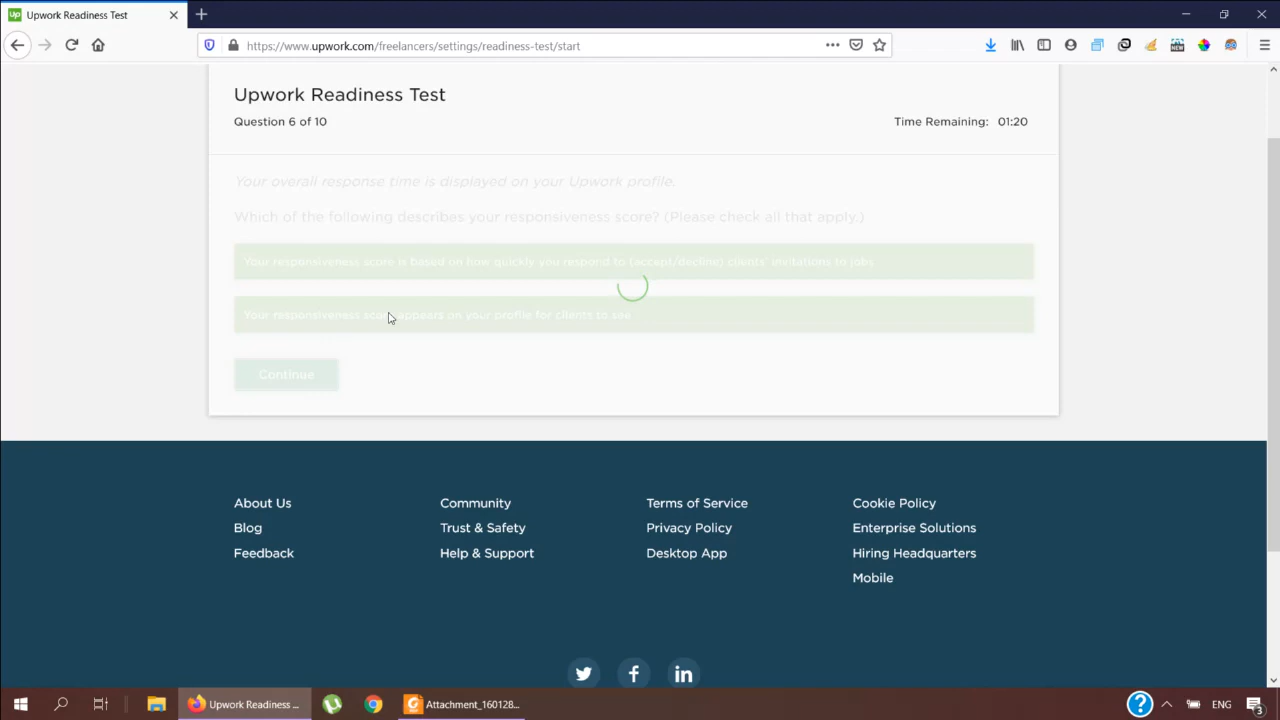 Upwork Readiness Test
https://www.upwork.com/freelancers/settings/readiness-test/start
Upwork Readiness Test
Question 6 of 10
Time Remaining: 01:20
Your overall response time is displayed on your Upwork profile.
Which of the following describes your responsiveness score? (Please check all that apply.)
Your responsiveness score is based on how quickly you respond to (accept/decline) clients' invitations to jobs
Your responsiveness score appears on your profile for clients to see
Continue
About Us
Community
Terms of Service
Cookie Policy
Blog
Trust & Safety
Privacy Policy
Enterprise Solutions
Feedback
Help & Support
Desktop App
Hiring Headquarters
Mobile
Upwork Readiness ...
Attachment_160128...
ENG
3